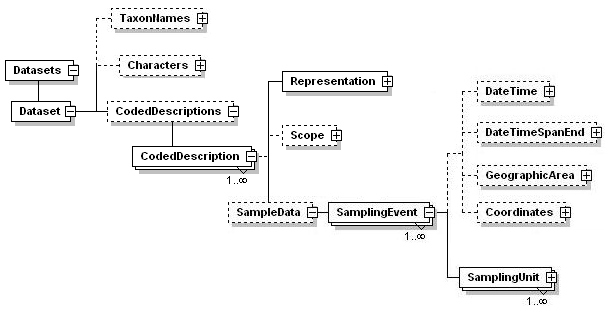 TaxonNames
Datasets
Characters
Dataset
CodedDescriptions
CodedDescription
1..∞
Representation
Scope
SampleData
SamplingEvent
1..∞
DateTime
DateTimeSpanEnd
GeographicArea
Coordinates
SamplingUnit
1..∞